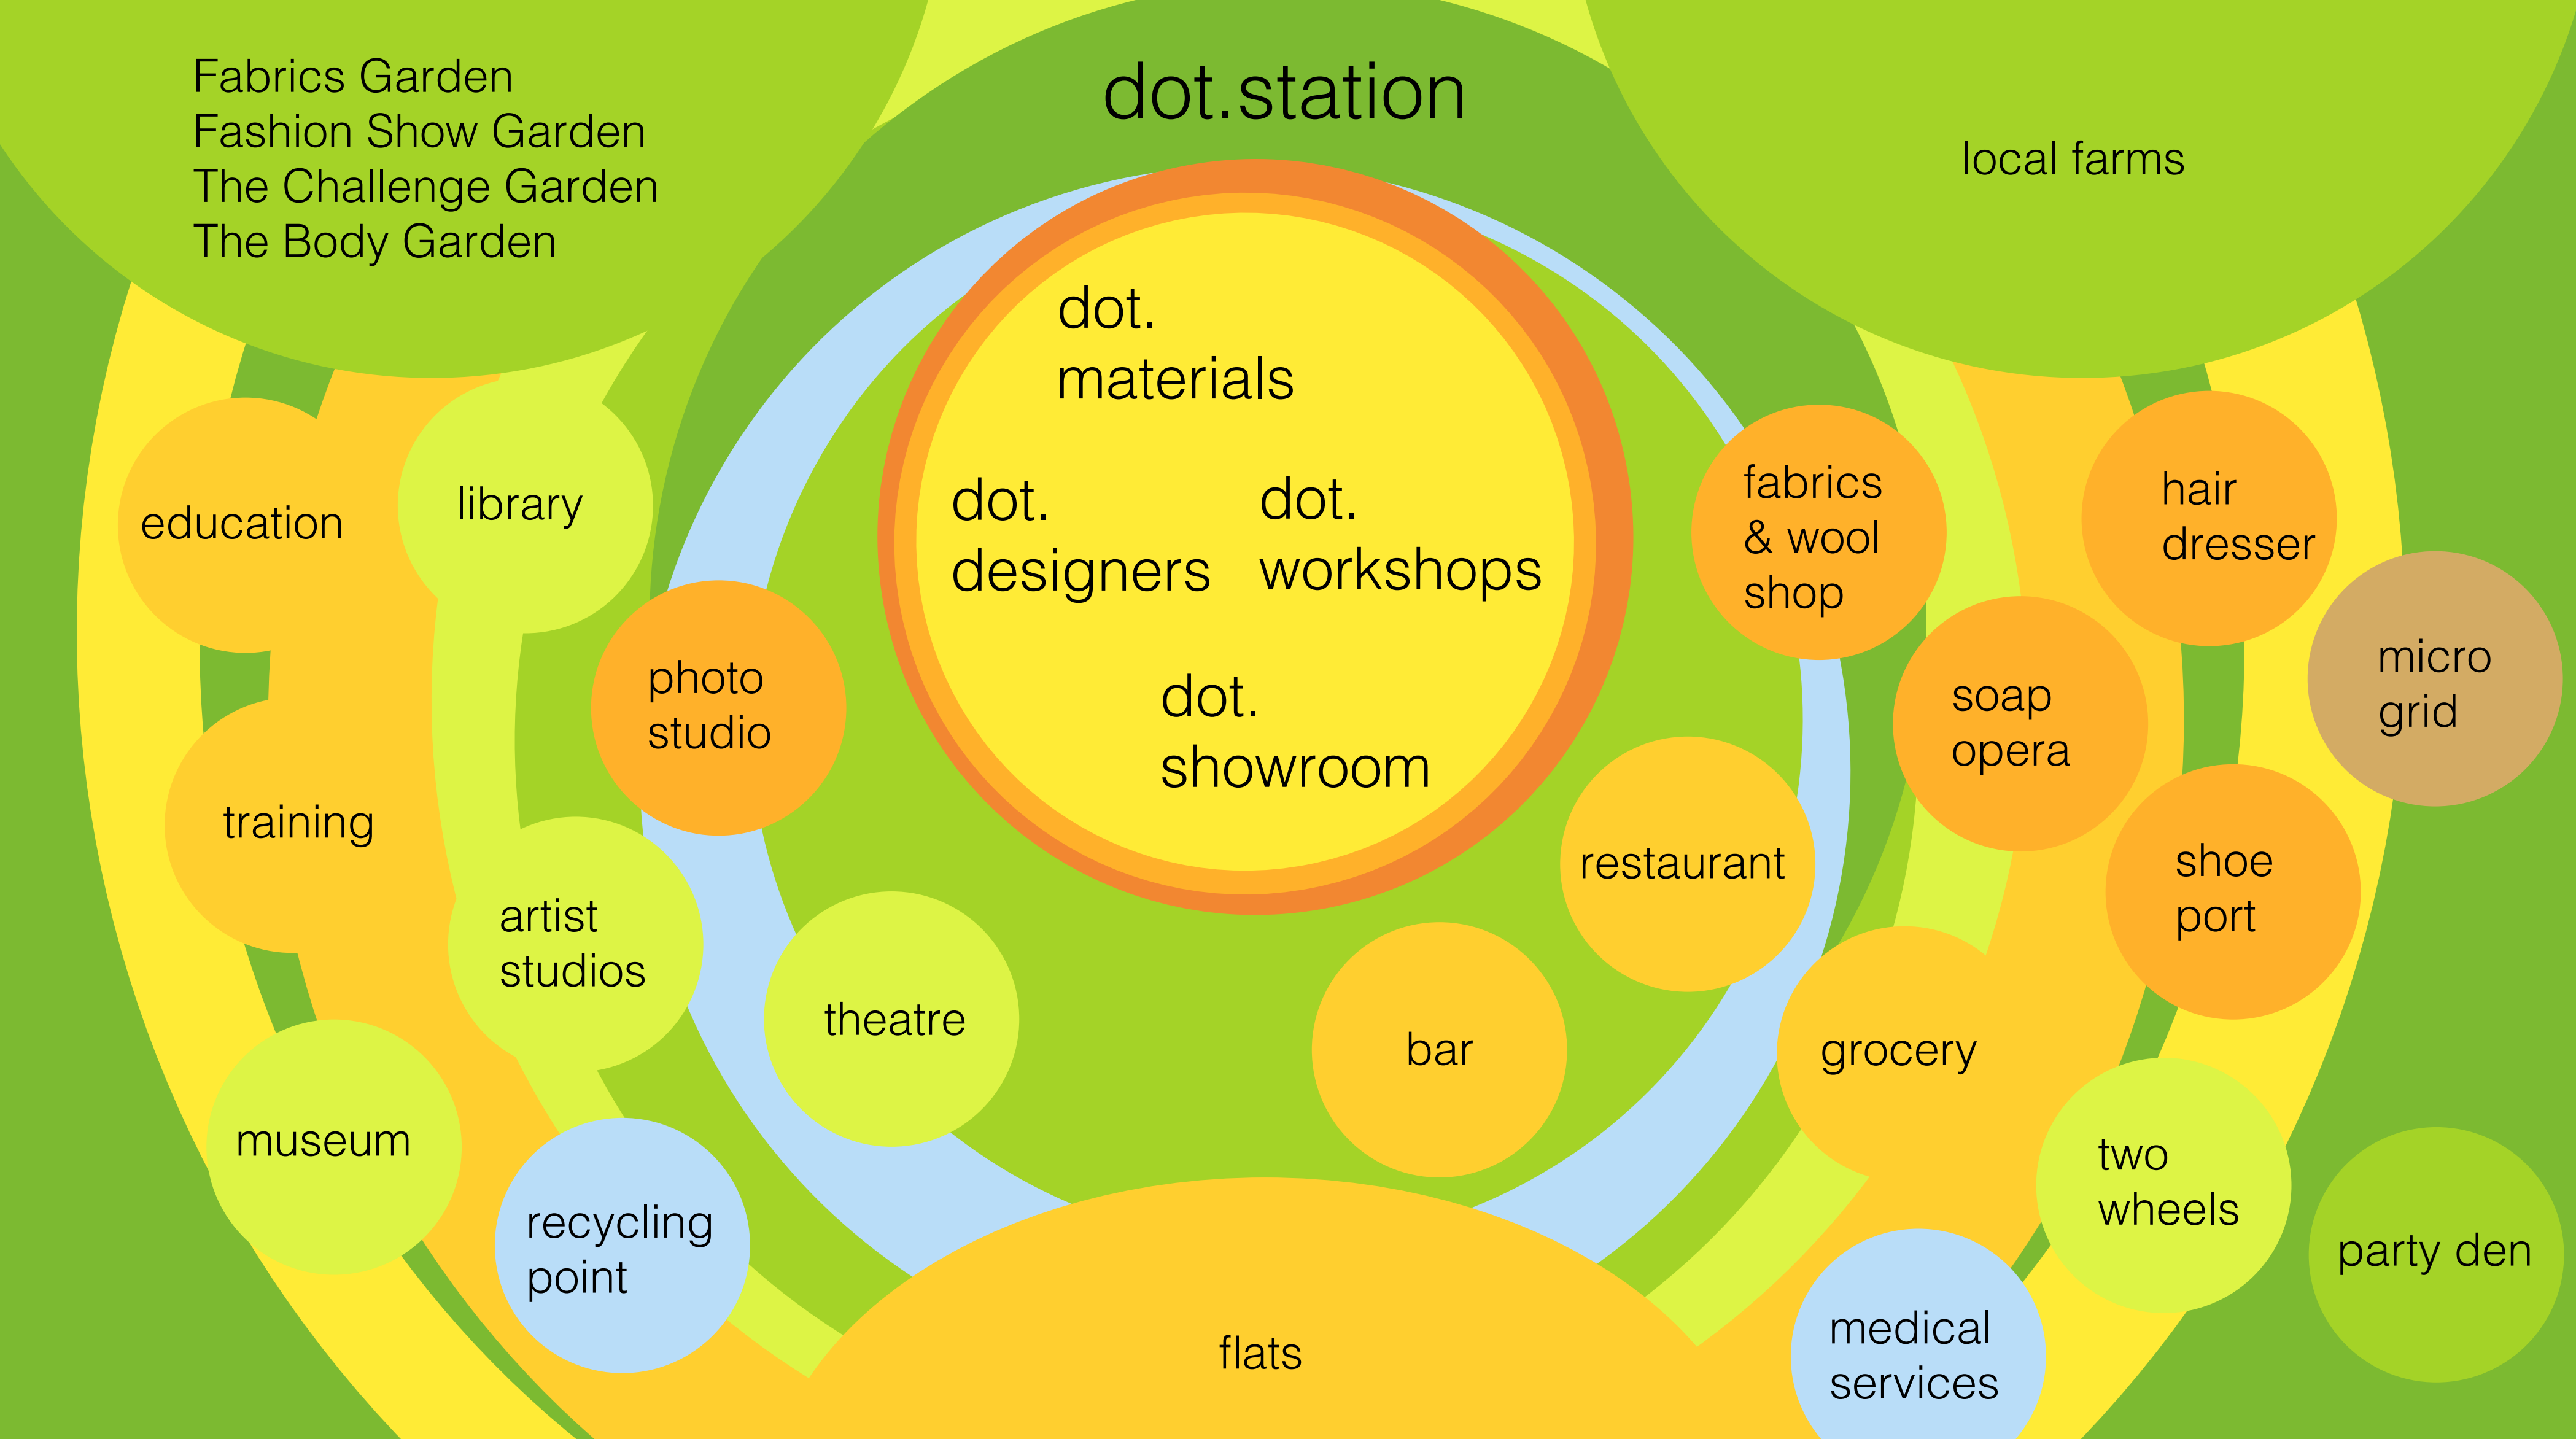 Fabrics Garden
Fashion Show Garden
The Challenge Garden
The Body Garden
dot.station
local farms
dot.
materials
dot.
designers
dot.
workshops
dot.
showroom
education
library
photo
studio
training
artist
studios
theatre
museum
recycling
point
flats
bar
restaurant
fabrics
& wool
shop
hair
dresser
soap
opera
micro
grid
shoe
port
grocery
two
wheels
party den
medical
services